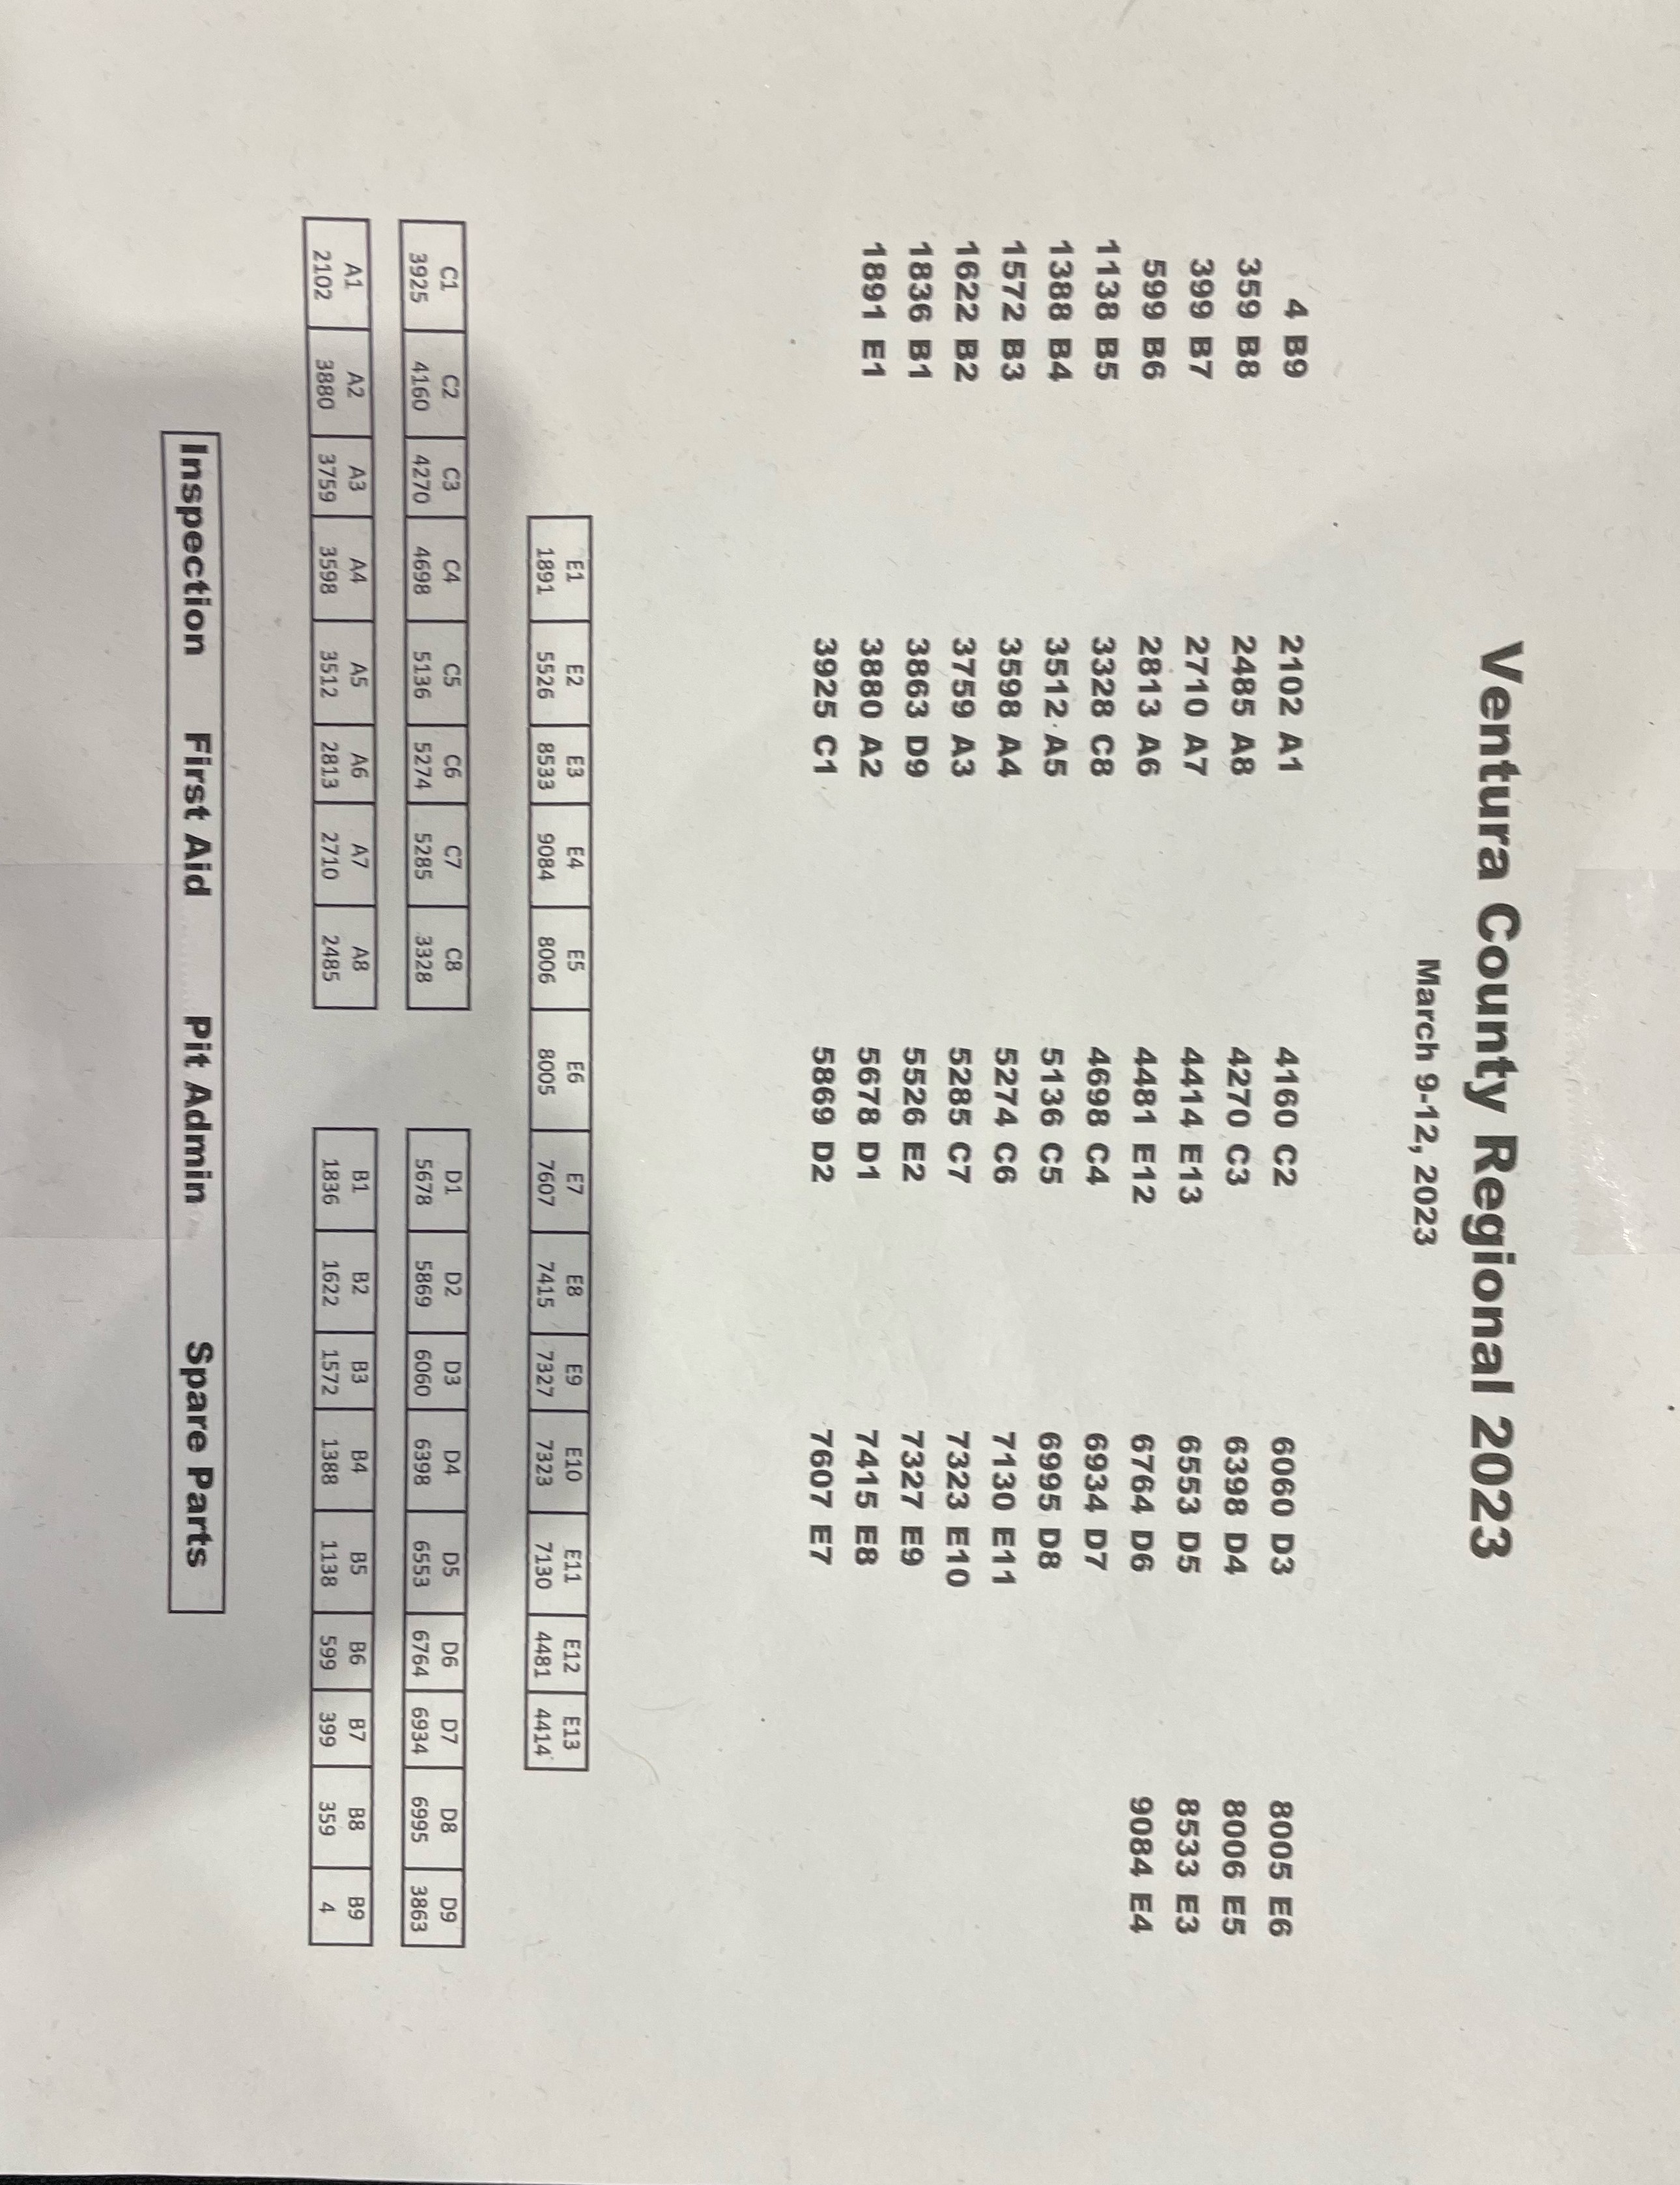 Ventura County Regional 2023
March 9-12, 2023
4 B9
359 B8
399 B7
599 B6
1138 B5
1388 B4
1572 B3
1622 B2
1836 B1
1891 E1
2102 A1
2485 A8
2710 A7
2813 A6
3328 C8
3512 A5
3598 A4
3759 A3
3863 D9
3880 A2
3925 C1
4160 C2
4270 C3
4414 E13
4481 E12
4698 C4
5136 C5
5274 C6
5285 C7
5526 E2
5678 D1
5869 D2
6060 D3
6398 D4
6553 D5
6764 D6
6934 D7
6995 D8
7130 E11
7323 E10
7327 E9
7415 E8
7607 E7
8005 E6
8006 E5
8533 E3
9084 E4
E1 E2 E3 E4 E5 E6 E7 E8 E9 E10 E11 E12 E13
1891 5526 8533 9084 8006 8005 7607 7415 7327 7323 7130 4481 4414
C1 C2 C3 C4 C5 C6 C7 C8
3925 4160 4270 4698 5136 5274 5285 3328
D1 D2 D3 D4 D5 D6 D7 D8 D9
5678 5869 6060 6398 6553 6764 6934 6995 3863
A1 A2 A3 A4 A5 A6 A7 A8
2102 3880 3759 3598 3512 2813 2710 2485
B1 B2 B3 B4 B5 B6 B7 B8 B9
1836 1622 1572 1388 1138 599 399 359 4
Inspection First Aid Pit Admin Spare Parts